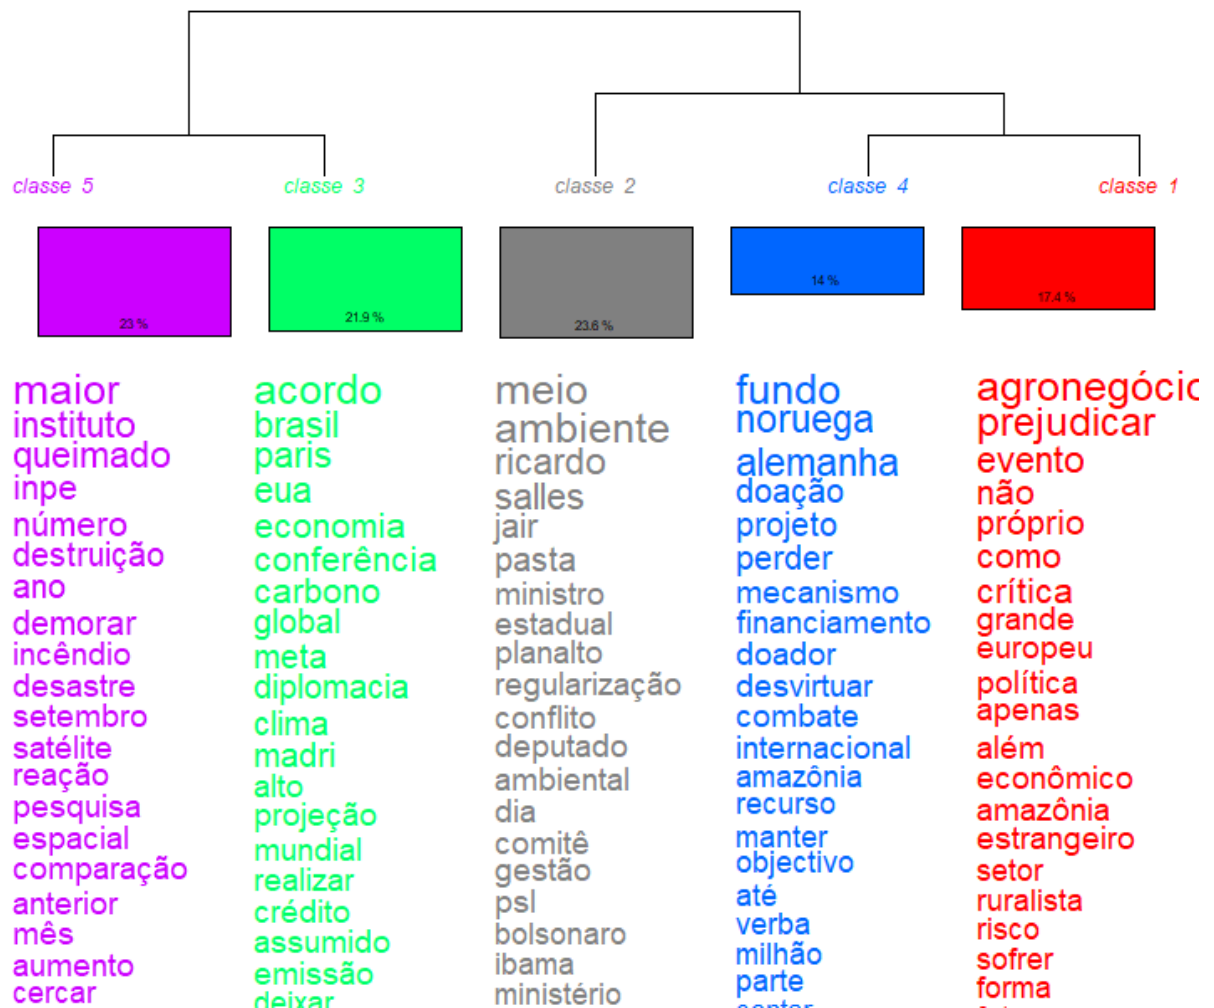 classe 5
classe 3
classe 2
classe 4
classe 1
23 %
21.9 %
23.6 %
14 %
17.4 %
maior
instituto
queimado
inpe
número
destruição
ano
demorar
incêndio
desastre
setembro
satélite
reação
pesquisa
espacial
comparação
anterior
mês
aumento
cercar
acordo
brasil
paris
eua
economia
conferência
carbono
global
meta
diplomacia
clima
madri
alto
projeção
mundial
realizar
crédito
assumido
emissão
deixar
meio
ambiente
ricardo
salles
jair
pasta
ministro
estadual
planalto
regularização
conflito
deputado
ambiental
dia
comitê
gestão
psl
bolsonaro
ibama
ministério
fundo
noruega
alemanha
doação
projeto
perder
mecanismo
financiamento
doador
desvirtuar
combate
internacional
amazônia
recurso
manter
objectivo
até
verba
milhão
parte
agronegócio
prejudicar
evento
não
próprio
como
crítica
grande
europeu
política
apenas
além
econômico
amazônia
estrangeiro
setor
ruralista
risco
sofrer
forma